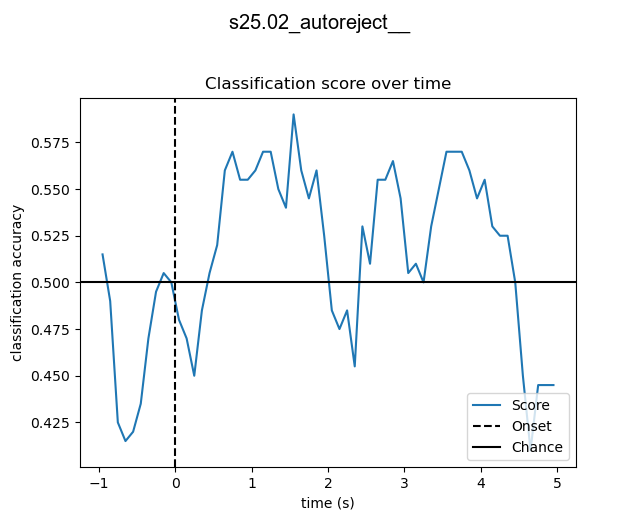 s25.02_autoreject__
Classification score over time
classification accuracy
0.575
0.550
0.525
0.500
0.475
0.450
0.425
−1
0
1
2
3
4
5
time (s)
Score
Onset
Chance